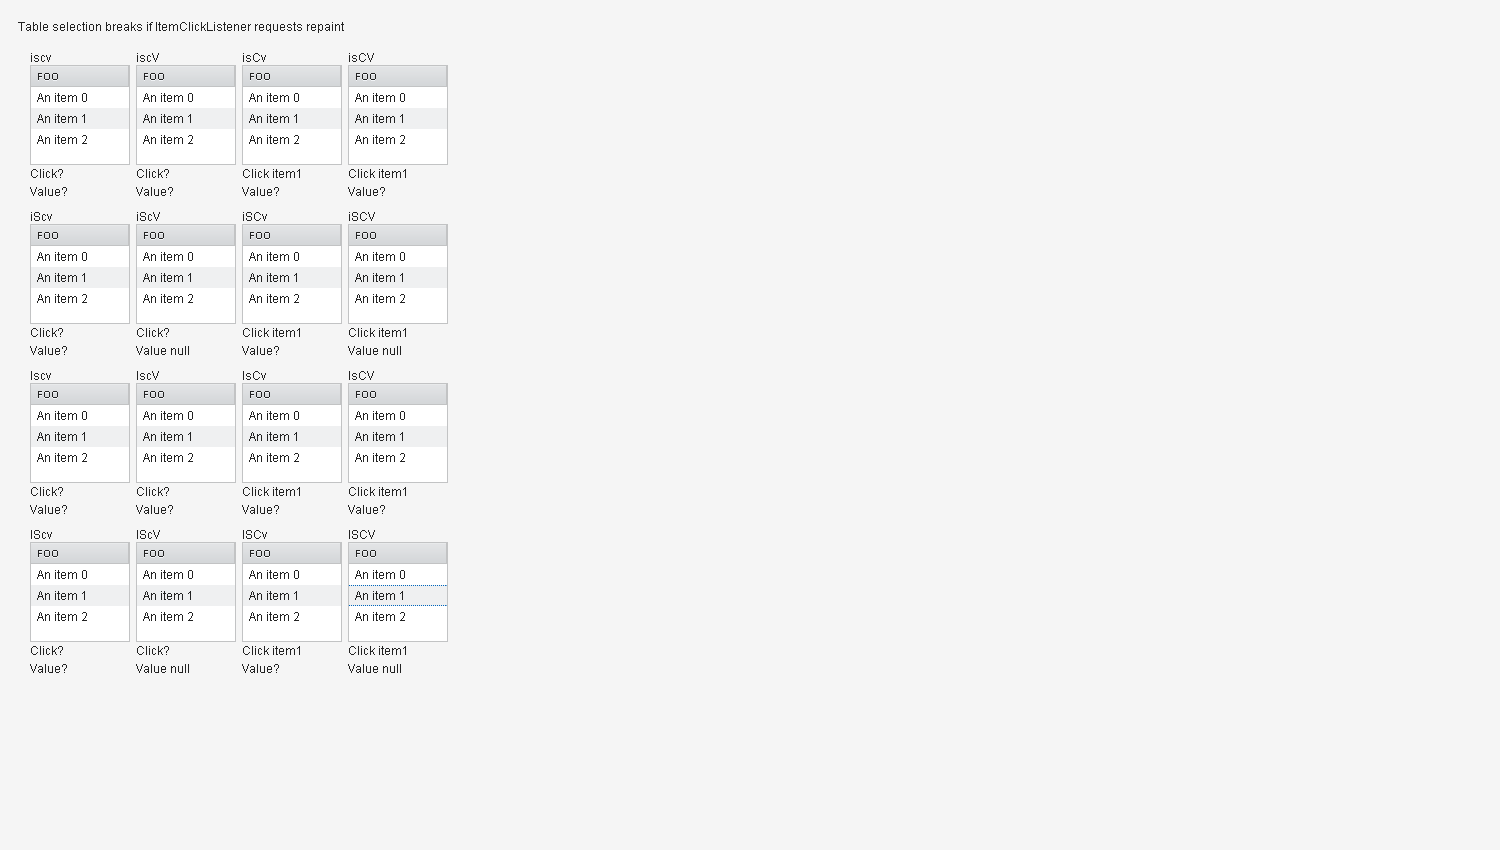 Table selection breaks if ItemClickListener requests repaint
iscv iscV isCv isCV
FOO FOO FOO FOO
An item 0 An item 0 An item 0 An item 0
An item 1 An item 1 An item 1 An item 1
An item 2 An item 2 An item 2 An item 2
Click? Click? Click item1 Click item1
Value? Value? Value? Value?
iScv iScV iSCv iSCV
FOO FOO FOO FOO
An item 0 An item 0 An item 0 An item 0
An item 1 An item 1 An item 1 An item 1
An item 2 An item 2 An item 2 An item 2
Click? Click? Click item1 Click item1
Value? Value null Value? Value null
Iscv IscV IsCv IsCV
FOO FOO FOO FOO
An item 0 An item 0 An item 0 An item 0
An item 1 An item 1 An item 1 An item 1
An item 2 An item 2 An item 2 An item 2
Click? Click? Click item1 Click item1
Value? Value? Value? Value?
IScv IScV ISCv ISCV
FOO FOO FOO FOO
An item 0 An item 0 An item 0 An item 0
An item 1 An item 1 An item 1 An item 1
An item 2 An item 2 An item 2 An item 2
Click? Click? Click item1 Click item1
Value? Value null Value? Value null